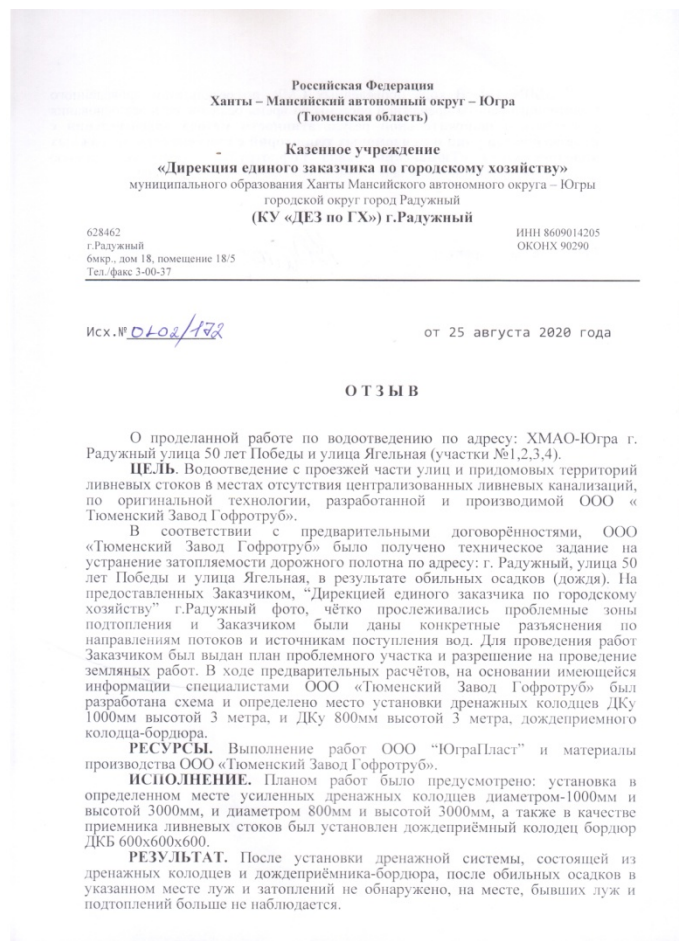 Российская Федерация
Ханты – Мансийский автономный округ – Югра
(Тюменская область)
Казенное учреждение
«Дирекция единого заказчика по городскому хозяйству»
муниципального образования Ханты Мансийского автономного округа – Югры
городской округ город Радужный
(КУ «ДЕЗ по ГХ») г.Радужный
628462 ИНН 8609014205
г.Радужный ОКОНХ 90290
6мкр., дом 18, помещение 18/5
Тел./факс 3-00-37
Исх.№ 01-02/172 от 25 августа 2020 года
О Т З Ы В
О проделанной работе по водоотведению по адресу: ХМАО-Югра г.
Радужный улица 50 лет Победы и улица Ягельная (участки №1,2,3,4).
ЦЕЛЬ. Водоотведение с проезжей части улиц и придомовых территорий
ливневых стоков в местах отсутствия централизованных ливневых канализаций,
по оригинальной технологии, разработанной и производимой ООО «
Тюменский Завод Гофротруб».
В соответствии с предварительными договорённостями, ООО
«Тюменский Завод Гофротруб» было получено техническое задание на
устранение затопляемости дорожного полотна по адресу: г. Радужный, улица 50
лет Победы и улица Ягельная, в результате обильных осадков (дождя). На
предоставленных Заказчиком, “Дирекцией единого заказчика по городскому
хозяйству” г.Радужный фото, чётко прослеживались проблемные зоны
подтопления и Заказчиком были даны конкретные разъяснения по
направлениям потоков и источникам поступления вод. Для проведения работ
Заказчиком был выдан план проблемного участка и разрешение на проведение
земляных работ. В ходе предварительных расчётов, на основании имеющейся
информации специалистами ООО «Тюменский Завод Гофротруб» был
разработана схема и определено место установки дренажных колодцев ДКу
1000мм высотой 3 метра, и ДКу 800мм высотой 3 метра, дождеприемного
колодца-бордюра.
РЕСУРСЫ. Выполнение работ ООО “ЮграПласт” и материалы
производства ООО «Тюменский Завод Гофротруб».
ИСПОЛНЕНИЕ. Планом работ было предусмотрено: установка в
определенном месте усиленных дренажных колодцев диаметром-1000мм и
высотой 3000мм, и диаметром 800мм и высотой 3000мм, а также в качестве
приемника ливневых стоков был установлен дождеприёмный колодец бордюр
ДКБ 600х600х600.
РЕЗУЛЬТАТ. После установки дренажной системы, состоящей из
дренажных колодцев и дождеприёмника-бордюра, после обильных осадков в
указанном месте луж и затоплений не обнаружено, на месте, бывших луж и
подтоплений больше не наблюдается.